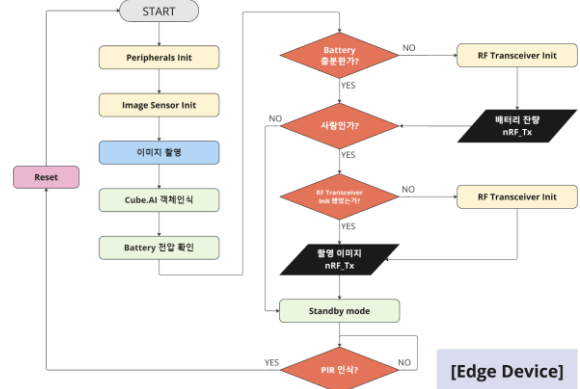 START
Peripherals Init
Image Sensor Init
이미지 촬영
Cube.AI 객체인식
Battery 전압 확인
Reset
Battery
충분한가?
NO
YES
RF Transceiver Init
배터리 잔량
nRF_Tx
사람인가?
NO
YES
RF Transceiver
Init 됐었는가?
NO
YES
RF Transceiver Init
촬영 이미지
nRF_Tx
Standby mode
PIR 인식?
YES
NO
[Edge Device]